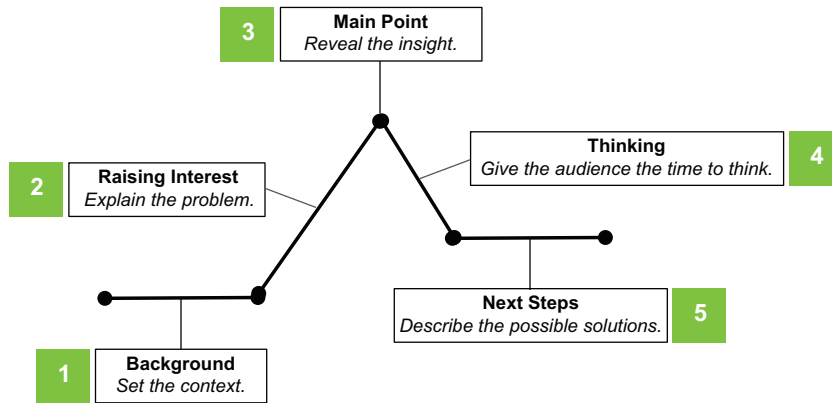 3
Main Point
Reveal the insight.
2
Raising Interest
Explain the problem.
Thinking
Give the audience the time to think.
4
1
Background
Set the context.
Next Steps
Describe the possible solutions.
5